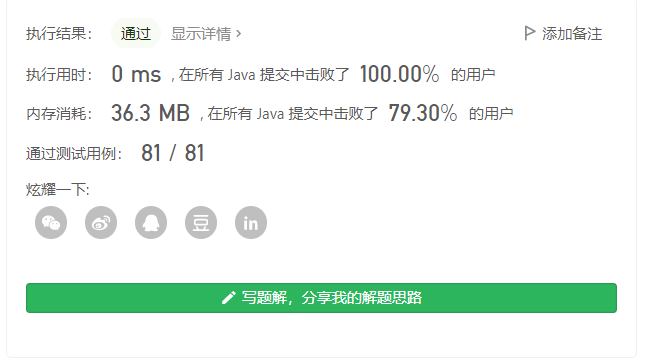 执行结果： 通过 显示详情 > 添加备注
执行用时： 0 ms , 在所有 Java 提交中击败了 100.00% 的用户
内存消耗： 36.3 MB , 在所有 Java 提交中击败了 79.30% 的用户
通过测试用例： 81 / 81
炫耀一下:
豆 in
写题解，分享我的解题思路